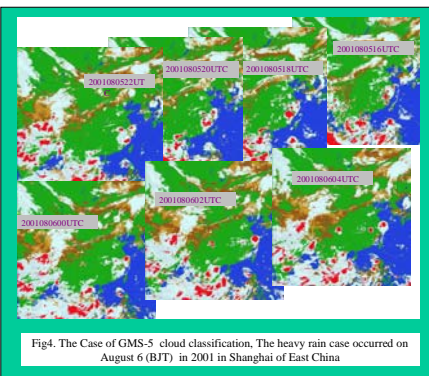 2001080516UTC
2001080522UT
C
2001080520UTC
2001080518UTC
2001080604UTC
2001080602UTC
2001080600UTC
Fig4. The Case of GMS-5 cloud classification, The heavy rain case occurred on
August 6 (BJT) in 2001 in Shanghai of East China